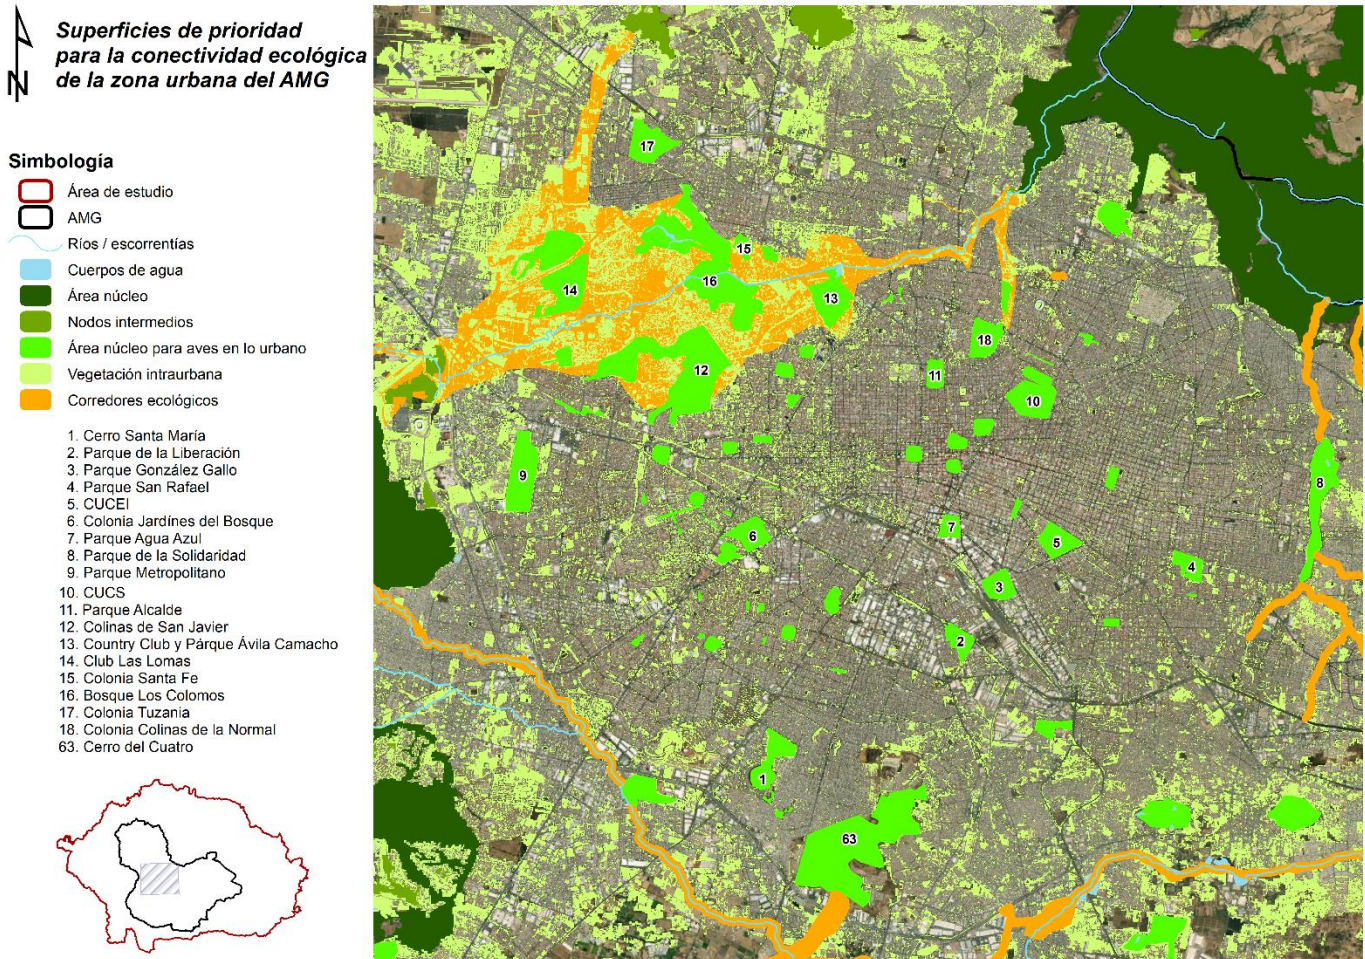 Superficies de prioridad
para la conectividad ecológica
de la zona urbana del AMG
N
Simbología
Área de estudio
AMG
Ríos / escorrentías
Cuerpos de agua
Área núcleo
Nodos intermedios
Área núcleo para aves en lo urbano
Vegetación intraurbana
Corredores ecológicos
1. Cerro Santa María
2. Parque de la Liberación
3. Parque González Gallo
4. Parque San Rafael
5. CUCEI
6. Colonia Jardínes del Bosque
7. Parque Agua Azul
8. Parque de la Solidaridad
9. Parque Metropolitano
10. CUCS
11. Parque Alcalde
12. Colinas de San Javier
13. Country Club y Párque Ávila Camacho
14. Club Las Lomas
15. Colonia Santa Fe
16. Bosque Los Colomos
17. Colonia Tuzania
18. Colonia Colinas de la Normal
63. Cerro del Cuatro
17
15
14
16
13
18
12
11
10
9
8
7
6
5
4
3
2
1
63